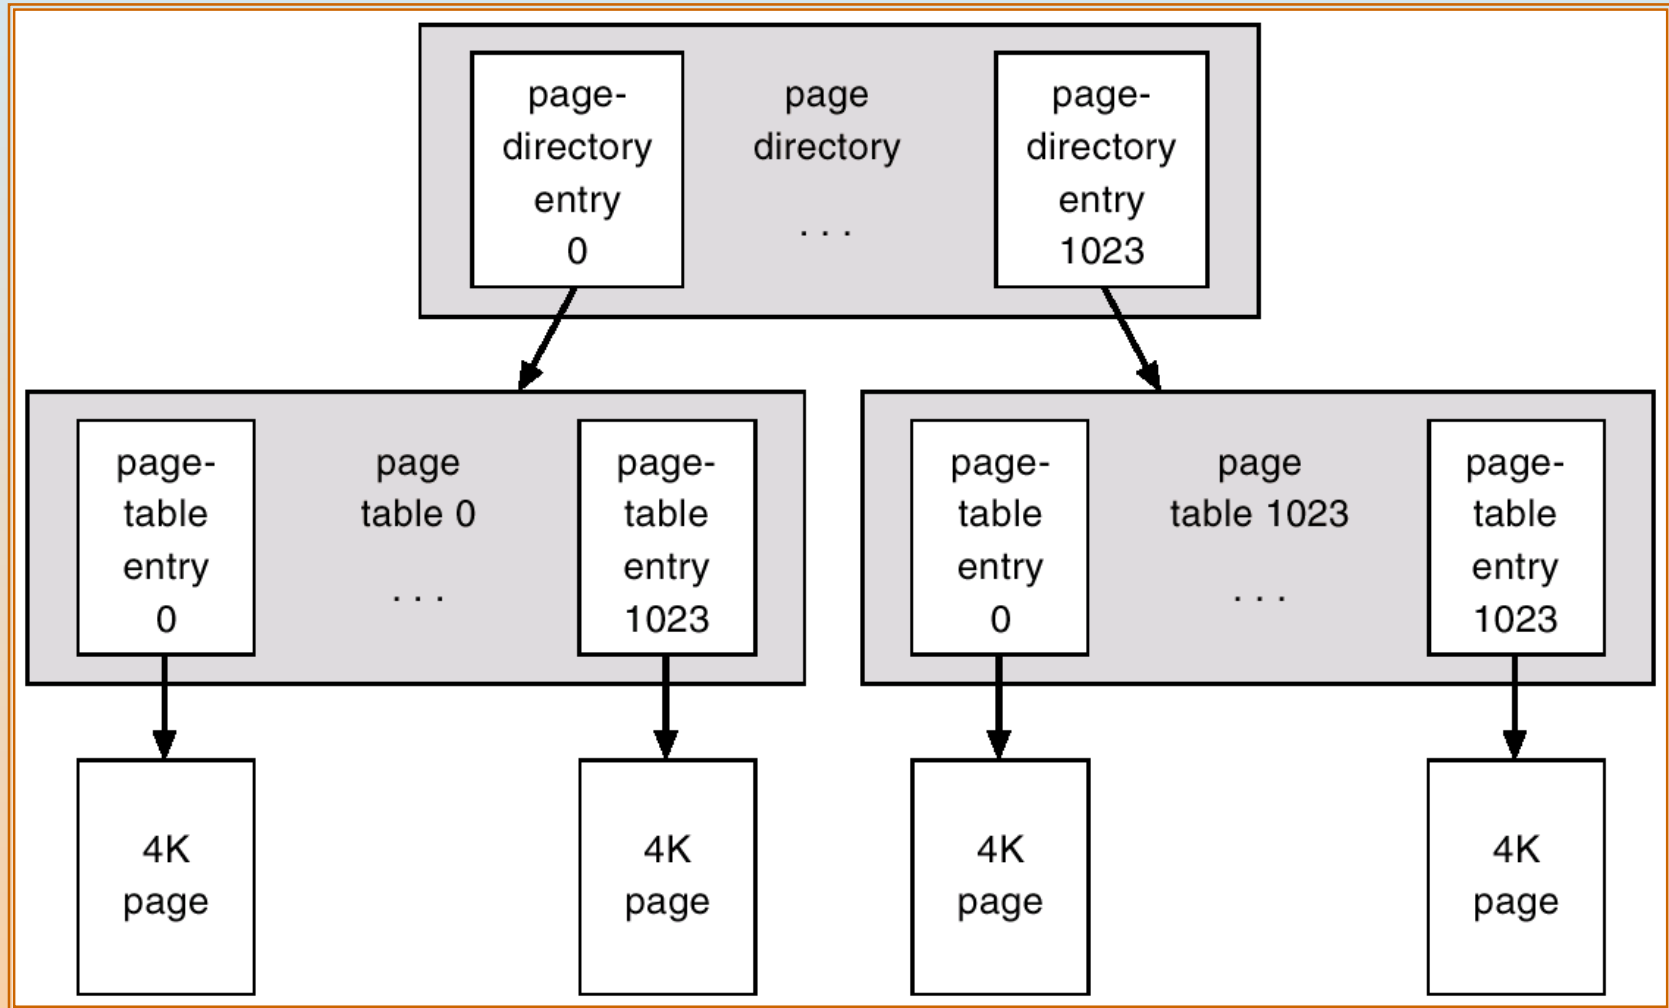 page-
directory
entry
0
page
directory
. . .
page-
directory
entry
1023
page-
table
entry
0
page
table 0
. . .
page-
table
entry
1023
page-
table
entry
0
page
table 1023
. . .
page-
table
entry
1023
4K
page
4K
page
4K
page
4K
page